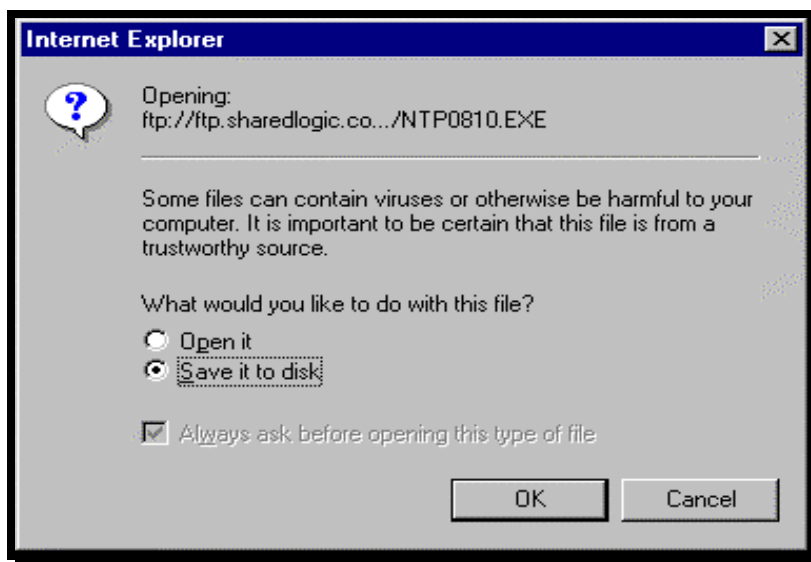 Internet Explorer
Opening:
ftp://ftp.sharedlogic.co.../NTP0810.EXE
Some files can contain viruses or otherwise be harmful to your
computer. It is important to be certain that this file is from a
trustworthy source.
What would you like to do with this file?
Open it
Save it to disk
Always ask before opening this type of file
OK
Cancel